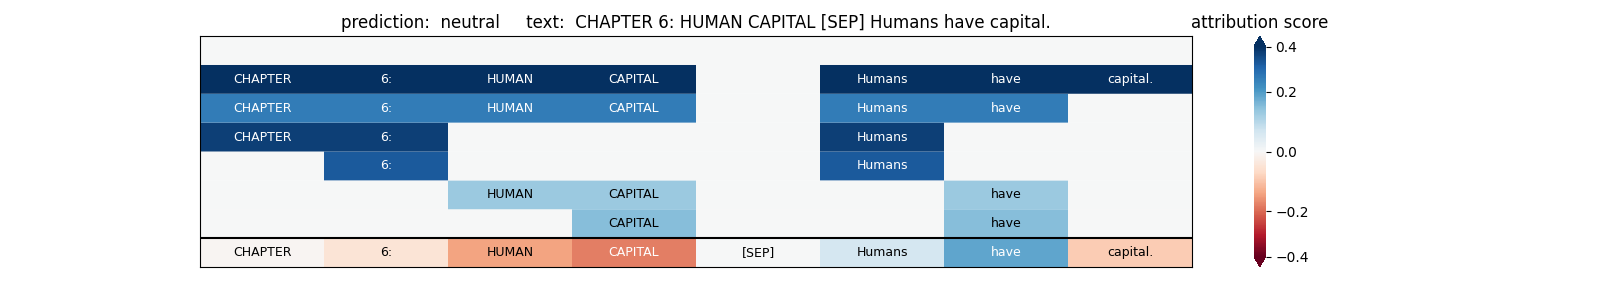 prediction: neutral text: CHAPTER 6: HUMAN CAPITAL [SEP] Humans have capital. attribution score
CHAPTER 6: HUMAN CAPITAL Humans have capital.
CHAPTER 6: HUMAN CAPITAL Humans have
CHAPTER 6: Humans
6: Humans
HUMAN CAPITAL have
CAPITAL have
CHAPTER 6: HUMAN CAPITAL [SEP] Humans have capital.
0.4
0.2
0.0
−0.2
−0.4